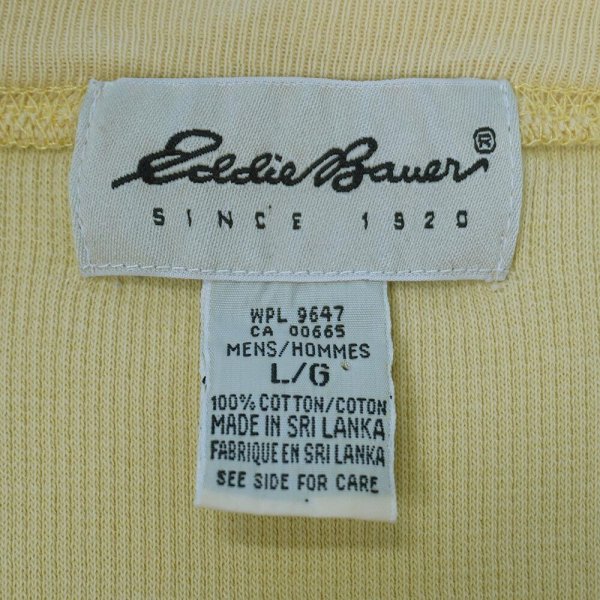 Eddie Bauer®
SINCE 1920
WPL 9647
CA 00665
MENS/HOMMES
L/G
100% COTTON/COTON
MADE IN SRI LANKA
FABRIQUE EN SRI LANKA
SEE SIDE FOR CARE